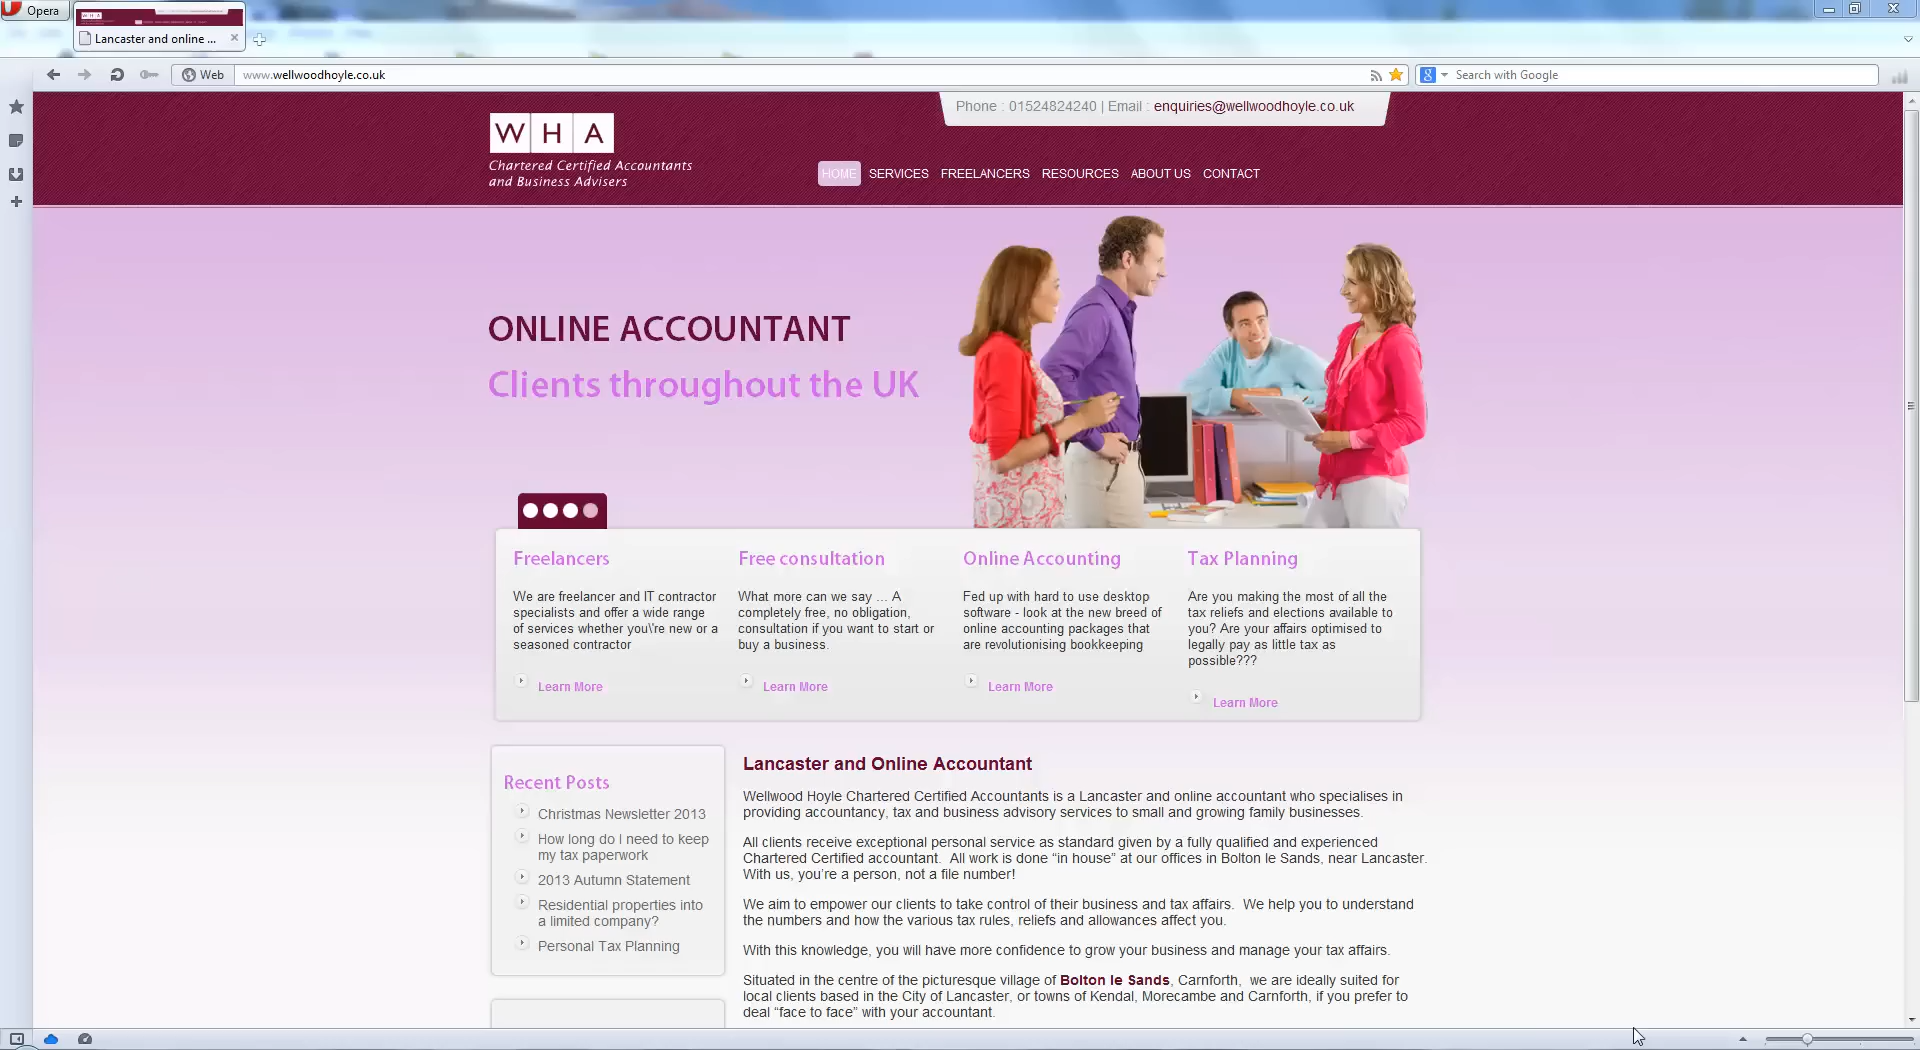 Opera
Lancaster and online ...
Web
www.wellwoodhoyle.co.uk
Search with Google
Phone : 01524824240 | Email : enquiries@wellwoodhoyle.co.uk
W H A
Chartered Certified Accountants
and Business Advisers
HOME SERVICES FREELANCERS RESOURCES ABOUT US CONTACT
ONLINE ACCOUNTANT
Clients throughout the UK
Freelancers
We are freelancer and IT contractor
specialists and offer a wide range
of services whether you\'re new or a
seasoned contractor
Learn More
Free consultation
What more can we say ... A
completely free, no obligation,
consultation if you want to start or
buy a business.
Learn More
Online Accounting
Fed up with hard to use desktop
software - look at the new breed of
online accounting packages that
are revolutionising bookkeeping
Learn More
Tax Planning
Are you making the most of all the
tax reliefs and elections available to
you? Are your affairs optimised to
legally pay as little tax as
possible???
Learn More
Recent Posts
Christmas Newsletter 2013
How long do I need to keep
my tax paperwork
2013 Autumn Statement
Residential properties into
a limited company?
Personal Tax Planning
Lancaster and Online Accountant
Wellwood Hoyle Chartered Certified Accountants is a Lancaster and online accountant who specialises in
providing accountancy, tax and business advisory services to small and growing family businesses.
All clients receive exceptional personal service as standard given by a fully qualified and experienced
Chartered Certified accountant.  All work is done “in house” at our offices in Bolton le Sands, near Lancaster.
With us, you’re a person, not a file number!
We aim to empower our clients to take control of their business and tax affairs.  We help you to understand
the numbers and how the various tax rules, reliefs and allowances affect you.
With this knowledge, you will have more confidence to grow your business and manage your tax affairs.
Situated in the centre of the picturesque village of Bolton le Sands, Carnforth,  we are ideally suited for
local clients based in the City of Lancaster, or towns of Kendal, Morecambe and Carnforth, if you prefer to
deal “face to face” with your accountant.